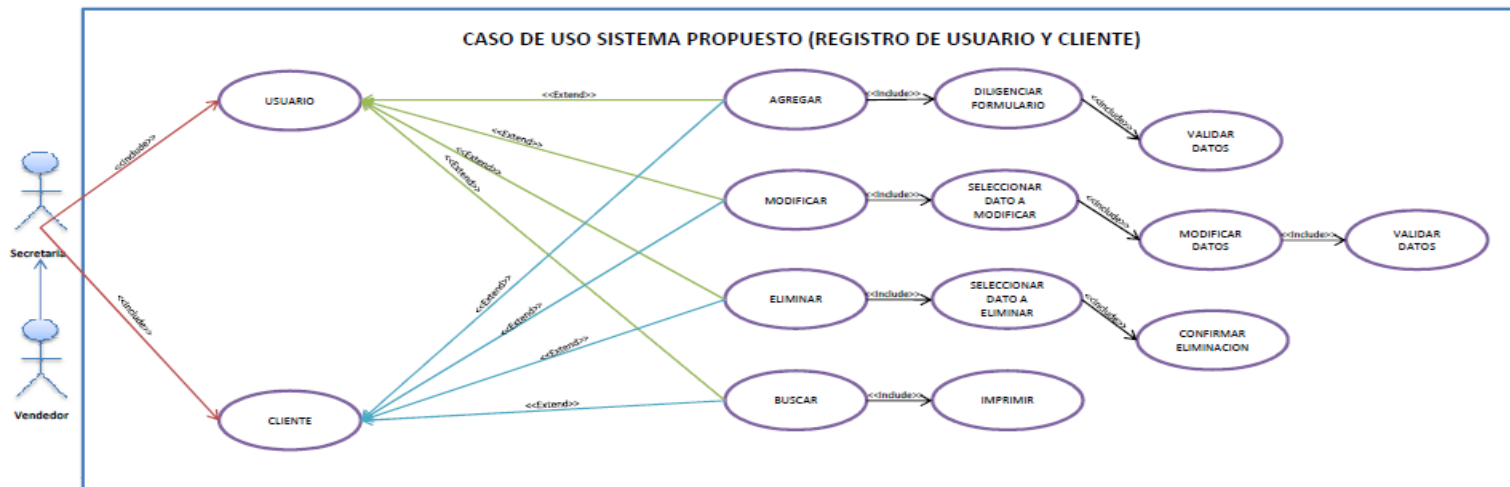 CASO DE USO SISTEMA PROPUESTO (REGISTRO DE USUARIO Y CLIENTE)
USUARIO
<<Extend>>
AGREGAR
<<Include>>
DILIGENCIAR
FORMULARIO
<<Include>>
VALIDAR
DATOS
<<Include>>
<<Extend>>
<<Extend>>
<<Extend>>
MODIFICAR
<<Include>>
SELECCIONAR
DATO A
MODIFICAR
<<Include>>
MODIFICAR
DATOS
<<Include>>
VALIDAR
DATOS
Secretaria
<<Include>>
<<Extend>>
<<Extend>>
<<Extend>>
ELIMINAR
<<Include>>
SELECCIONAR
DATO A
ELIMINAR
<<Include>>
CONFIRMAR
ELIMINACION
Vendedor
CLIENTE
<<Extend>>
BUSCAR
<<Include>>
IMPRIMIR